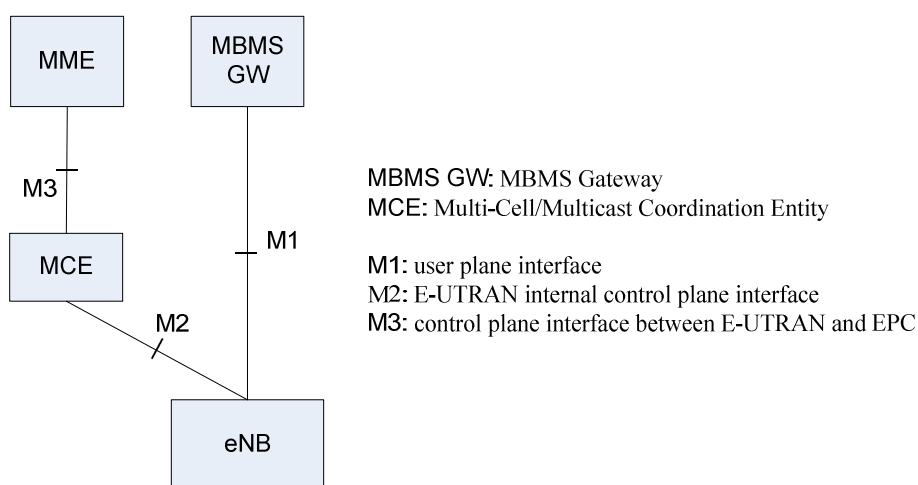 MME
MBMS
GW
M3
MCE
M1
M2
eNB
MBMS GW: MBMS Gateway
MCE: Multi-Cell/Multicast Coordination Entity
M1: user plane interface
M2: E-UTRAN internal control plane interface
M3: control plane interface between E-UTRAN and EPC